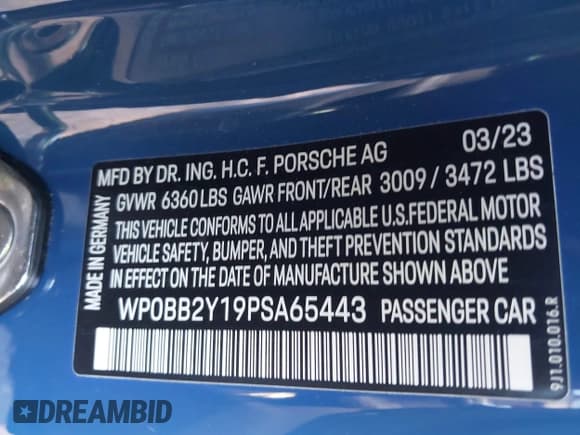 03/23
MFD BY DR. ING. H.C. F. PORSCHE AG
GVWR 6360 LBS GAWR FRONT/REAR 3009 / 3472 LBS
THIS VEHICLE CONFORMS TO ALL APPLICABLE U.S.FEDERAL MOTOR
VEHICLE SAFETY, BUMPER, AND THEFT PREVENTION STANDARDS
IN EFFECT ON THE DATE OF MANUFACTURE SHOWN ABOVE
WP0BB2Y19PSA65443 PASSENGER CAR
MADE IN GERMANY
9J1.010.016.R
DREAMBID